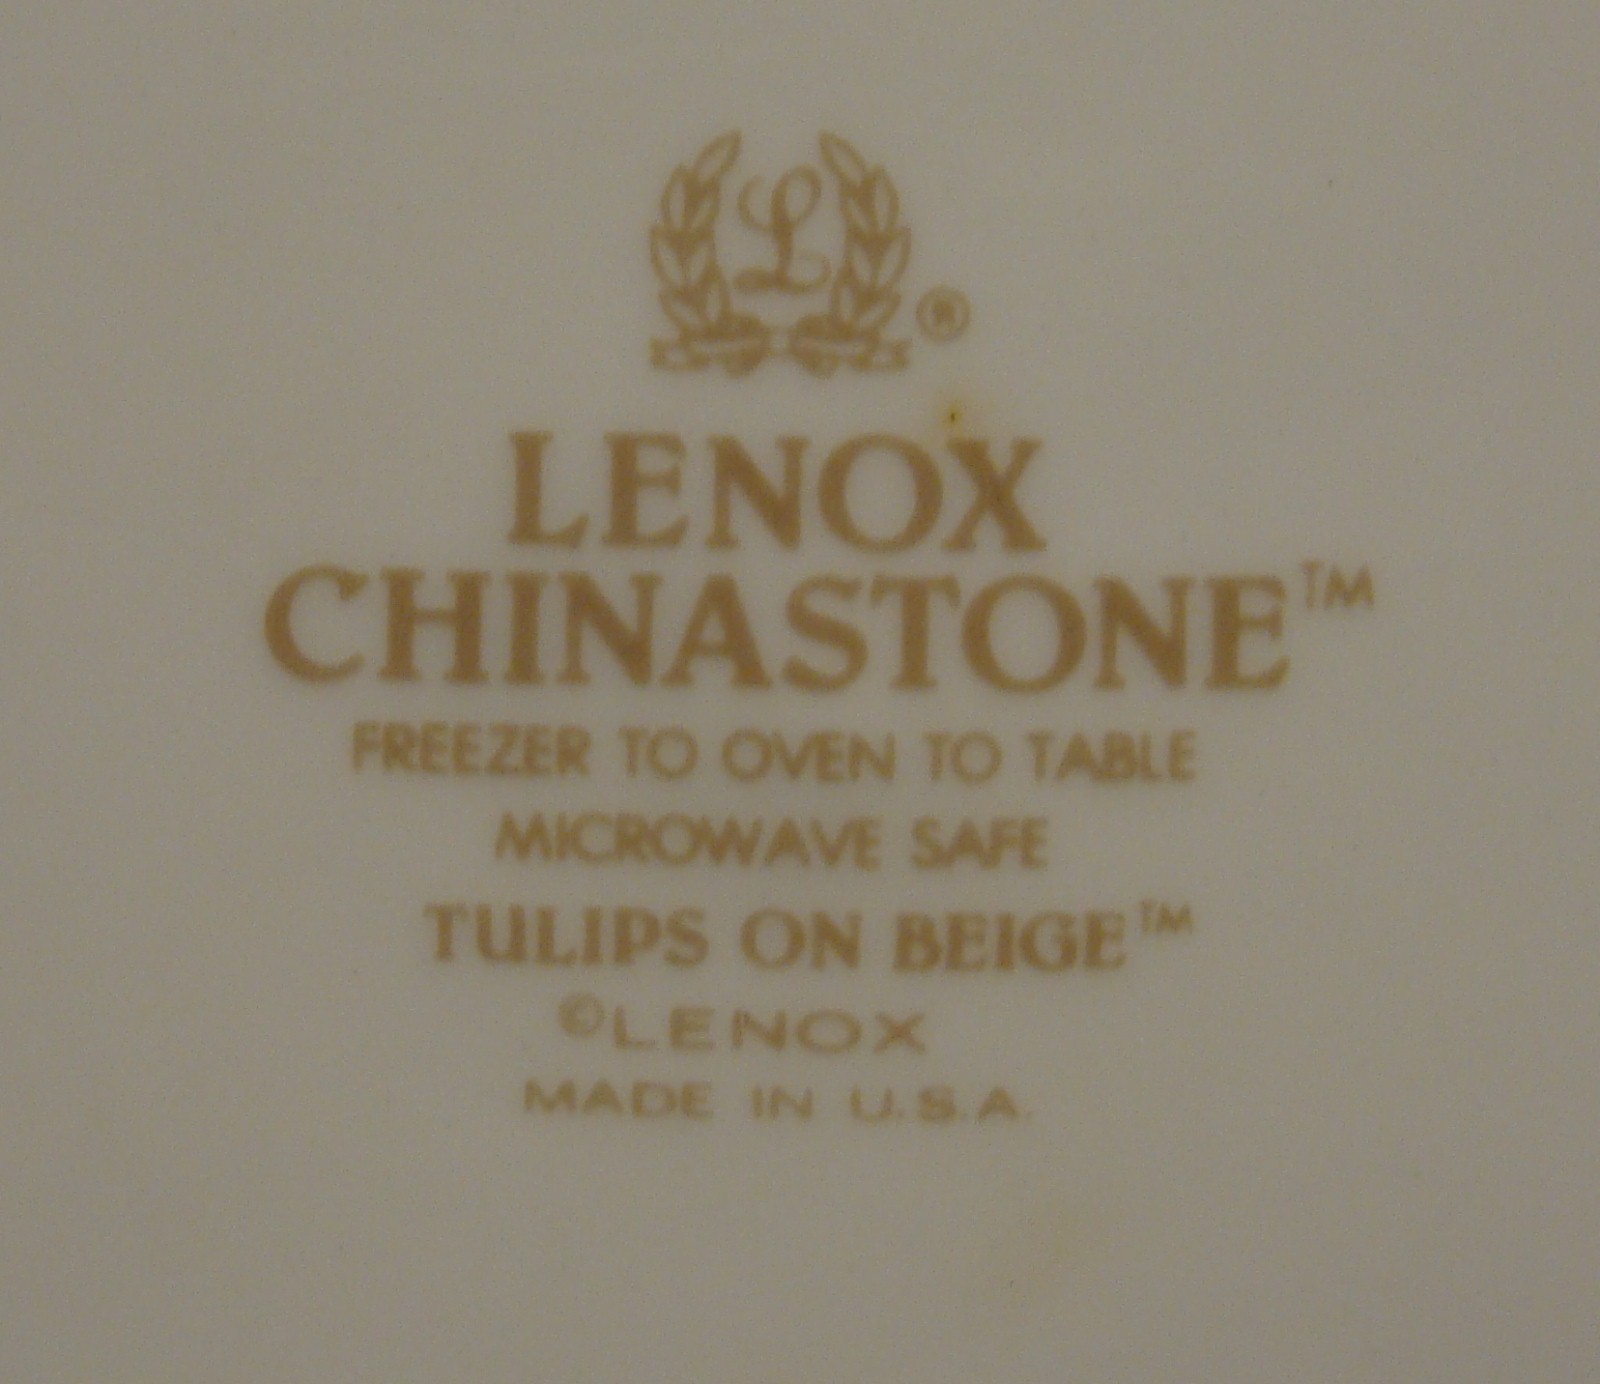 L ®
LENOX
CHINASTONE™
FREEZER TO OVEN TO TABLE
MICROWAVE SAFE
TULIPS ON BEIGE™
©LENOX
MADE IN U.S.A.